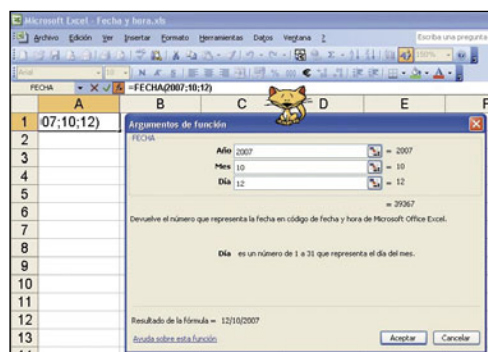 Microsoft Excel - Fecha y hora.xls
Archivo Edición Ver Insertar Formato Herramientas Datos Ventana ?
Escriba una pregunta
Arial 10 N K S
150%
FECHA =FECHA(2007;10;12)
A B C D E
1 07;10;12)
2
3
4
5
6
7
8
9
10
11
12
13
Argumentos de función
FECHA
Año 2007 = 2007
Mes 10 = 10
Día 12 = 12
= 39367
Devuelve el número que representa la fecha en código de fecha y hora de Microsoft Office Excel.
Día es un número de 1 a 31 que representa el día del mes.
Resultado de la fórmula = 12/10/2007
Ayuda sobre esta función
Aceptar Cancelar